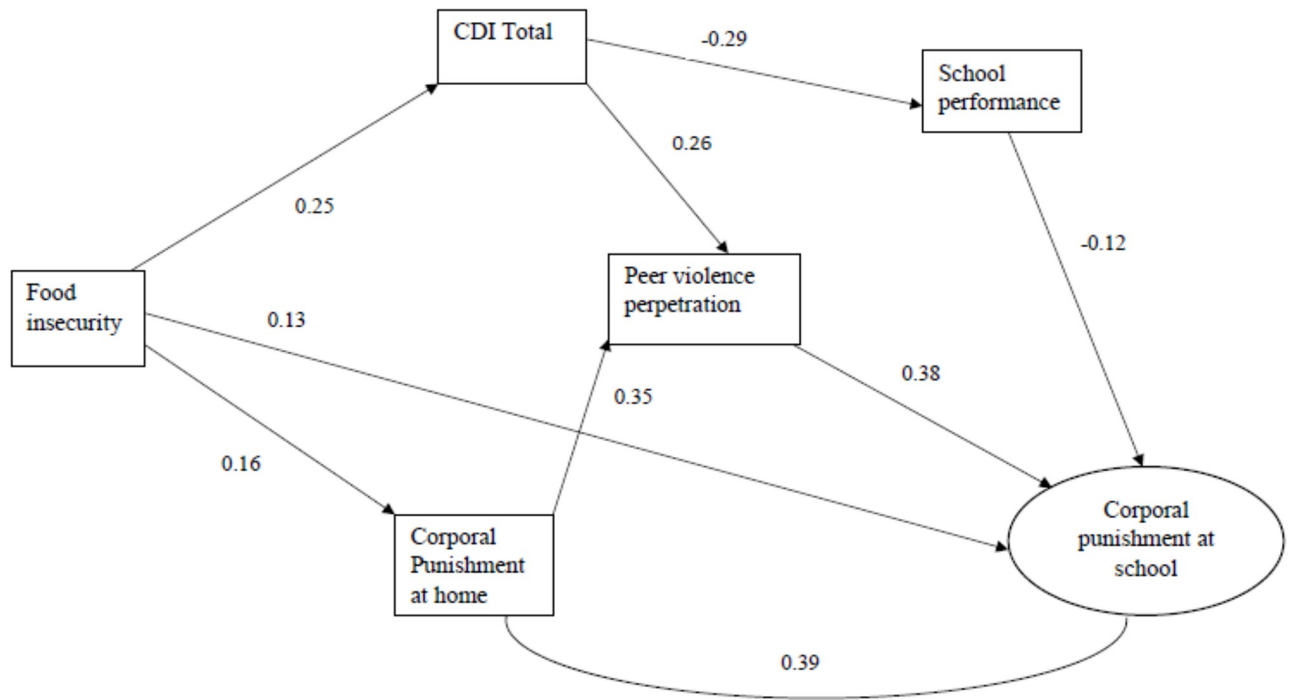 CDI Total
-0.29
School
performance
0.26
0.25
-0.12
Peer violence
perpetration
Food
insecurity
0.13
0.38
0.35
0.16
Corporal
Punishment
at home
Corporal
punishment at
school
0.39